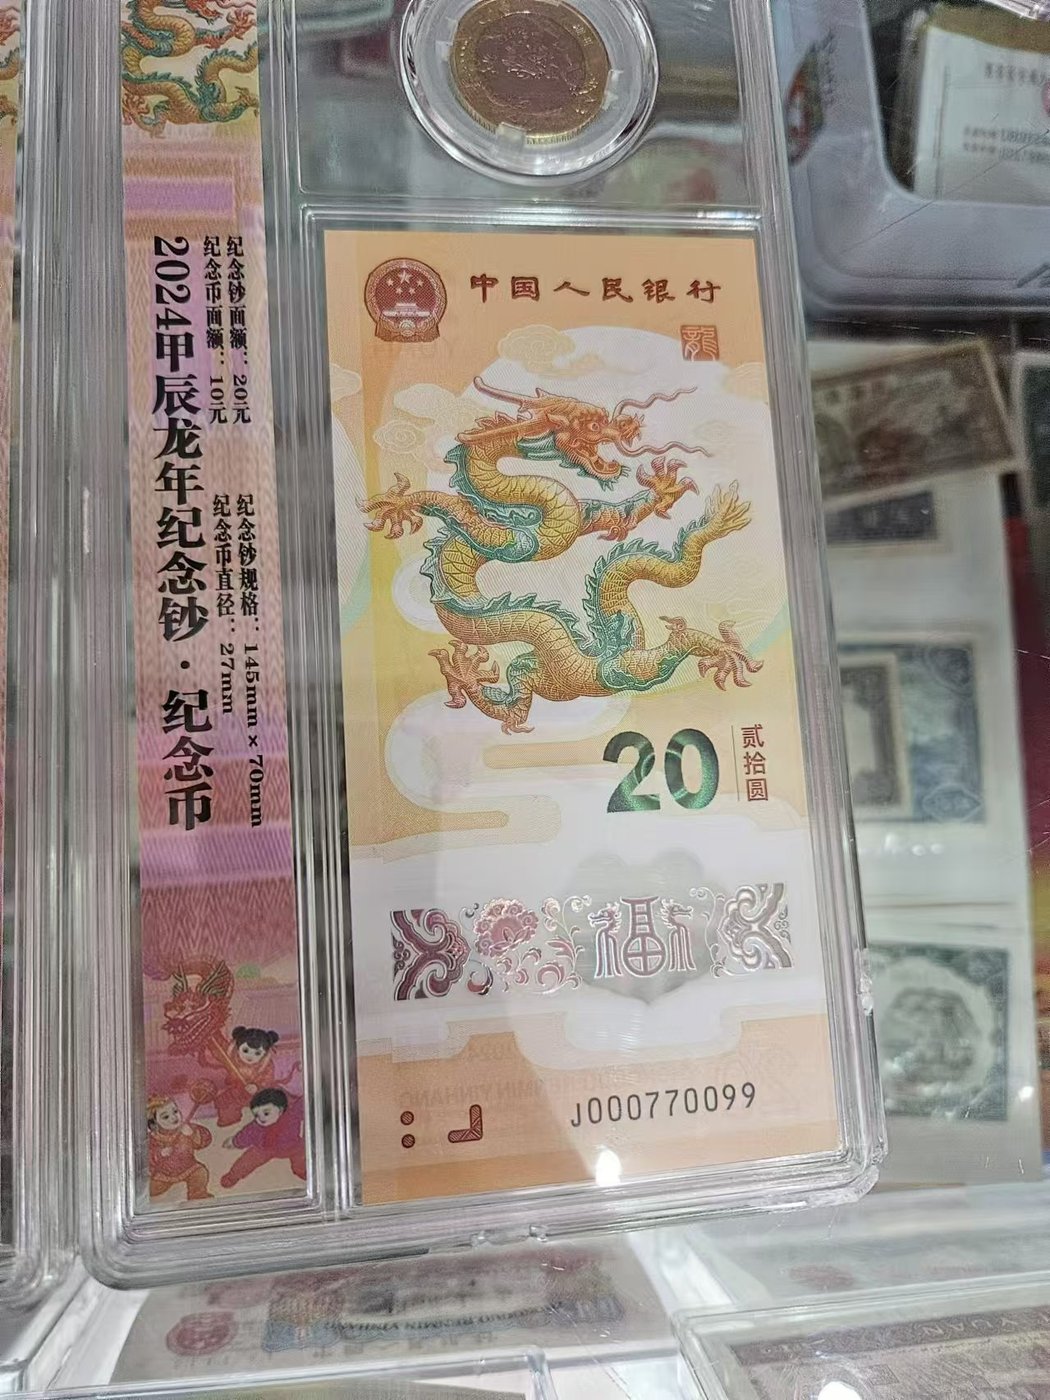 2024甲辰龙年纪念钞·纪念币
纪念钞面额：20元
纪念币面额：10元
纪念钞规格：145mm×70mm
纪念币直径：27mm
中国人民银行
龍
20
贰拾圆
福
J000770099